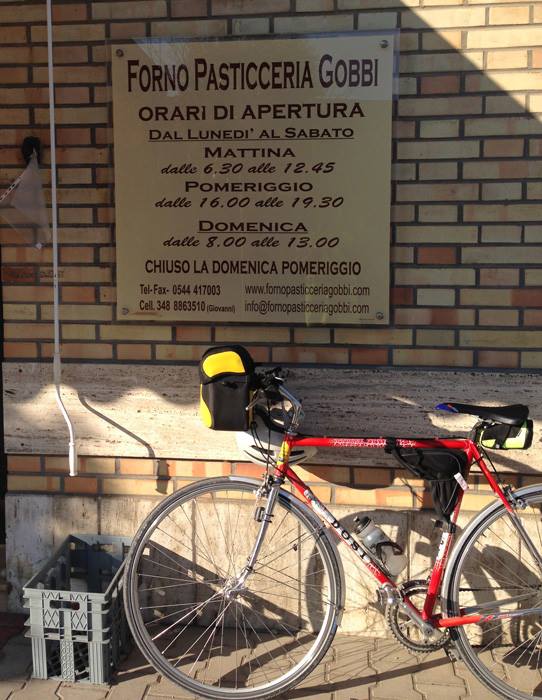 FORNO PASTICCERIA GOBBI
ORARI DI APERTURA
DAL LUNEDI' AL SABATO
MATTINA
dalle 6.30 alle 12.45
POMERIGGIO
dalle 16.00 alle 19.30
DOMENICA
dalle 8.00 alle 13.00
CHIUSO LA DOMENICA POMERIGGIO
Tel-Fax- 0544 417003 www.fornopasticceriagobbi.com
Cell. 348 8863510 (Giovanni) info@fornopasticceriagobbi.com